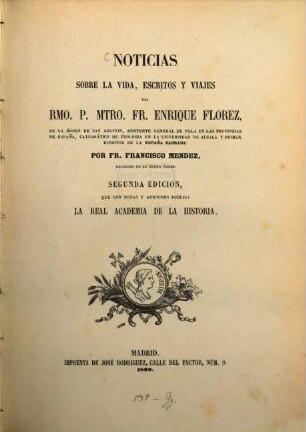 NOTICIAS
SOBRE LA VIDA, ESCRITOS Y VIAJES
DEL
RMO. P. MTRO. FR. ENRIQUE FLOREZ,
DE LA ÓRDEN DE SAN AGUSTIN, ASISTENTE GENERAL DE ELLA EN LAS PROVINCIAS
DE ESPAÑA, CATEDRÁTICO DE TEOLOGIA EN LA UNIVERSIDAD DE ALCALÁ Y PRIMER
ESCRITOR DE LA ESPAÑA SAGRADA
POR FR. FRANCISCO MENDEZ,
RELIGIOSO DE LA MISMA ÓRDEN
SEGUNDA EDICION,
QUE CON NOTAS Y ADICIONES PUBLICA
LA REAL ACADEMIA DE LA HISTORIA.
MADRID.
IMPRENTA DE JOSÉ RODRIGUEZ, CALLE DEL FACTOR, NÚM. 9
1860.